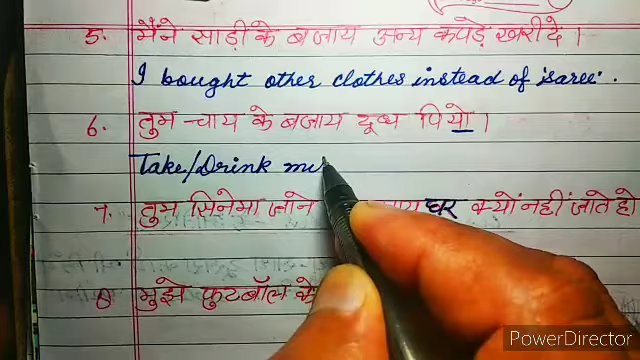 5. मैंने साड़ी के बजाय अन्य कपड़े खरीदे।
I bought other clothes instead of 'saree'.
6. तुम चाय के बजाय दूध पियो।
Take/Drink mi
7. तुम सिनेमा जाने घर क्यों नहीं जाते हो
8 मुझे फुटबॉल के
PowerDirector